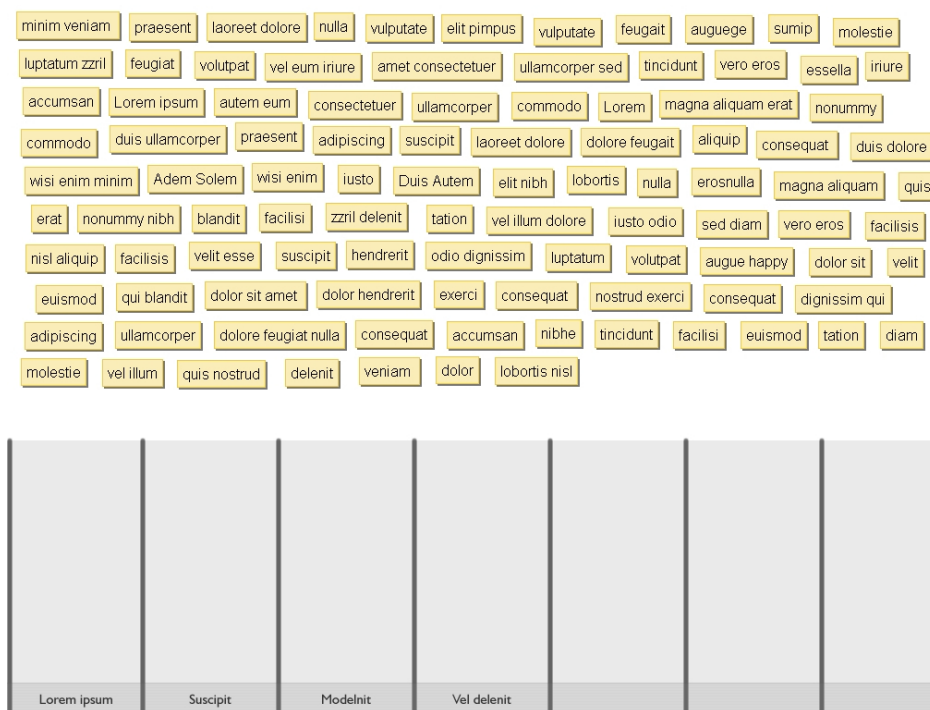 minim veniam praesent laoreet dolore nulla vulputate elit pimpus vulputate feugait auguege sumip molestie
luptatum zzril feugiat volutpat vel eum iriure amet consectetuer ullamcorper sed tincidunt vero eros essella iriure
accumsan Lorem ipsum autem eum consectetuer ullamcorper commodo Lorem magna aliquam erat nonummy
commodo duis ullamcorper praesent adipiscing suscipit laoreet dolore dolore feugait aliquip consequat duis dolore
wisi enim minim Adem Solem wisi enim iusto Duis Autem elit nibh lobortis nulla erosnulla magna aliquam quis
erat nonummy nibh blandit facilisi zzril delenit tation vel illum dolore iusto odio sed diam vero eros facilisis
nisl aliquip facilisis velit esse suscipit hendrerit odio dignissim luptatum volutpat augue happy dolor sit velit
euismod qui blandit dolor sit amet dolor hendrerit exerci consequat nostrud exerci consequat dignissim qui
adipiscing ullamcorper dolore feugiat nulla consequat accumsan nibhe tincidunt facilisi euismod tation diam
molestie vel illum quis nostrud delenit veniam dolor lobortis nisl
Lorem ipsum Suscipit Modelnit Vel delenit